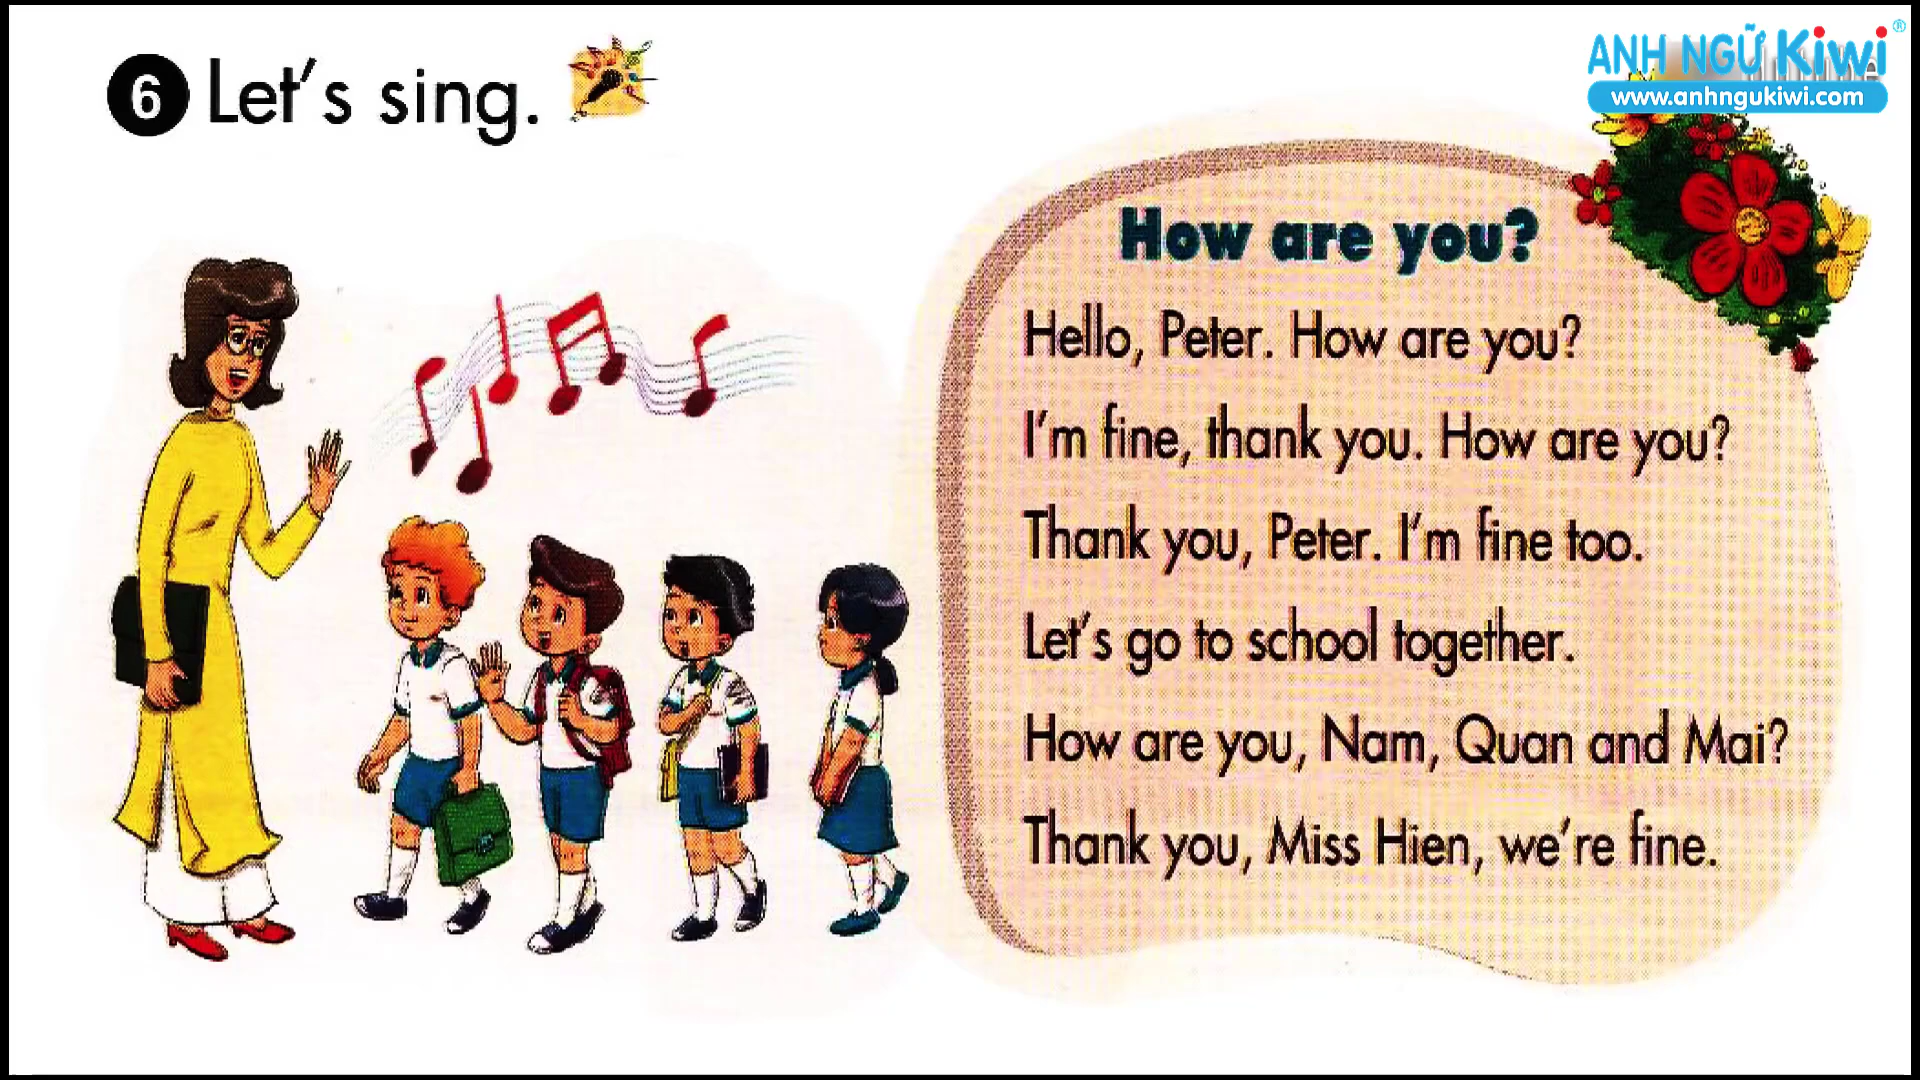 6 Let's sing.
ANH NGỮ Kiwi®
www.anhngukiwi.com
How are you?
Hello, Peter. How are you?
I'm fine, thank you. How are you?
Thank you, Peter. I'm fine too.
Let's go to school together.
How are you, Nam, Quan and Mai?
Thank you, Miss Hien, we're fine.